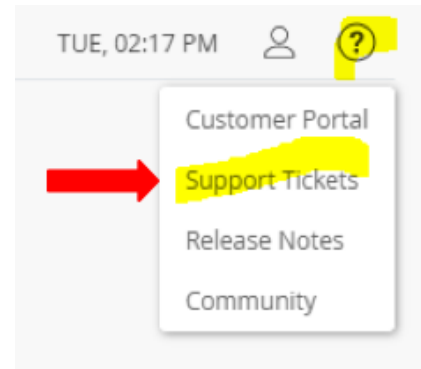 TUE, 02:17 PM ?
Customer Portal
Support Tickets
Release Notes
Community